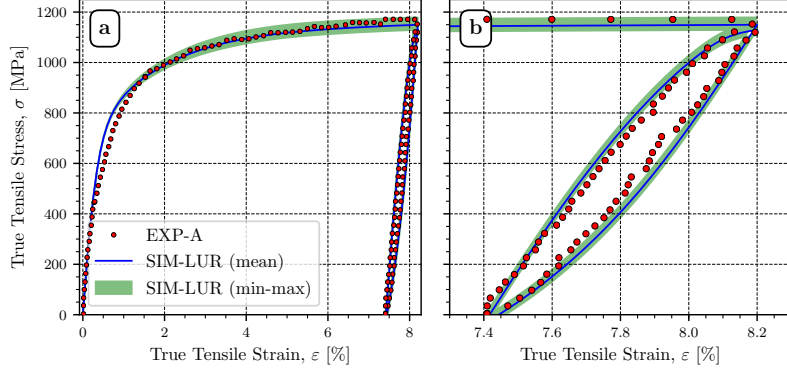 a
b
True Tensile Stress, σ [MPa]
1200
1000
800
600
400
200
0
EXP-A
SIM-LUR (mean)
SIM-LUR (min-max)
0 2 4 6 8
7.4 7.6 7.8 8.0 8.2
True Tensile Strain, ε [%]
True Tensile Strain, ε [%]